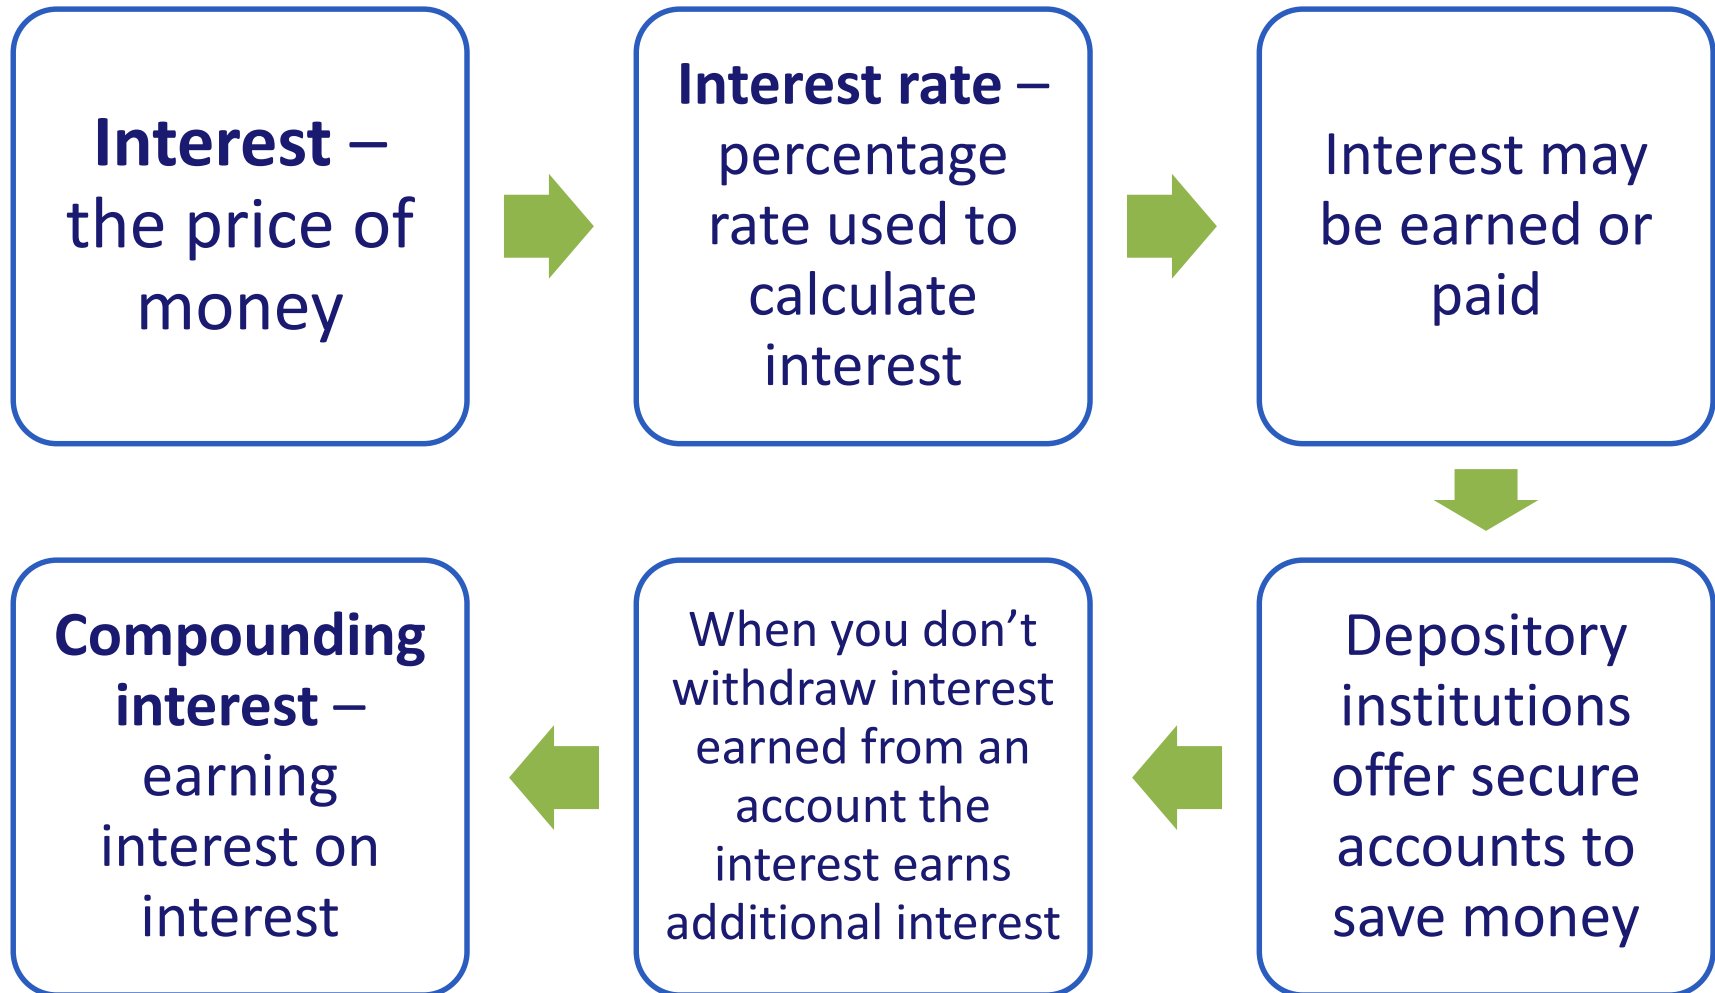 Interest –
the price of
money
Interest rate –
percentage
rate used to
calculate
interest
Interest may
be earned or
paid
Depository
institutions
offer secure
accounts to
save money
When you don’t
withdraw interest
earned from an
account the
interest earns
additional interest
Compounding
interest –
earning
interest on
interest